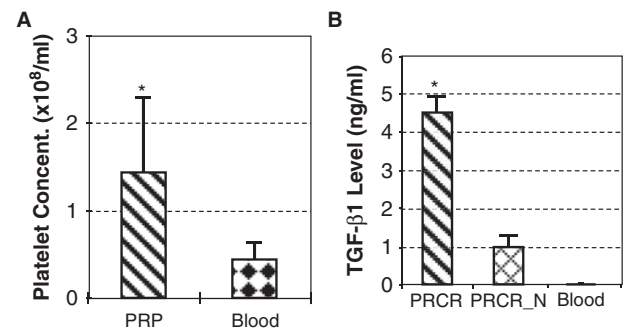 A
Platelet Concent. (x10⁸/ml)
3
2
1
0
*
PRP Blood
B
TGF-β1 Level (ng/ml)
6
5
4
3
2
1
0
*
PRCR PRCR_N Blood